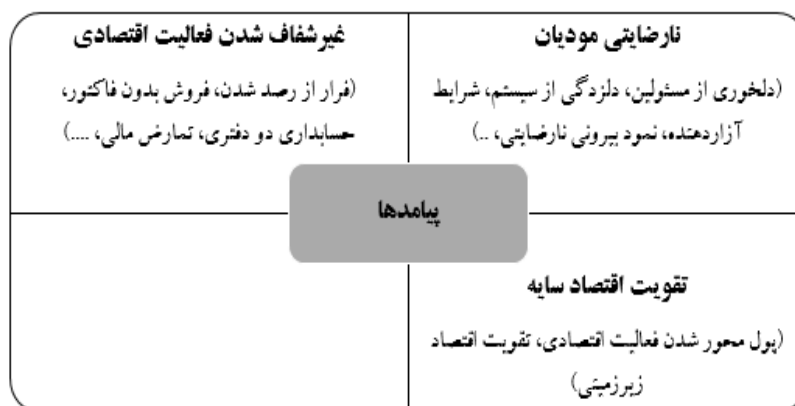 نارضایتی مودیان
(دلخوری از مسئولین، دلزدگی از سیستم، شرایط
آزاردهنده، نمود بیرونی نارضایتی، ..)
غیرشفاف شدن فعالیت اقتصادی
(فرار از رصد شدن، فروش بدون فاکتور،
حسابداری دو دفتری، تمارض مالی، ....)
پیامدها
تقویت اقتصاد سایه
(پول محور شدن فعالیت اقتصادی، تقویت اقتصاد
زیرزمینی)